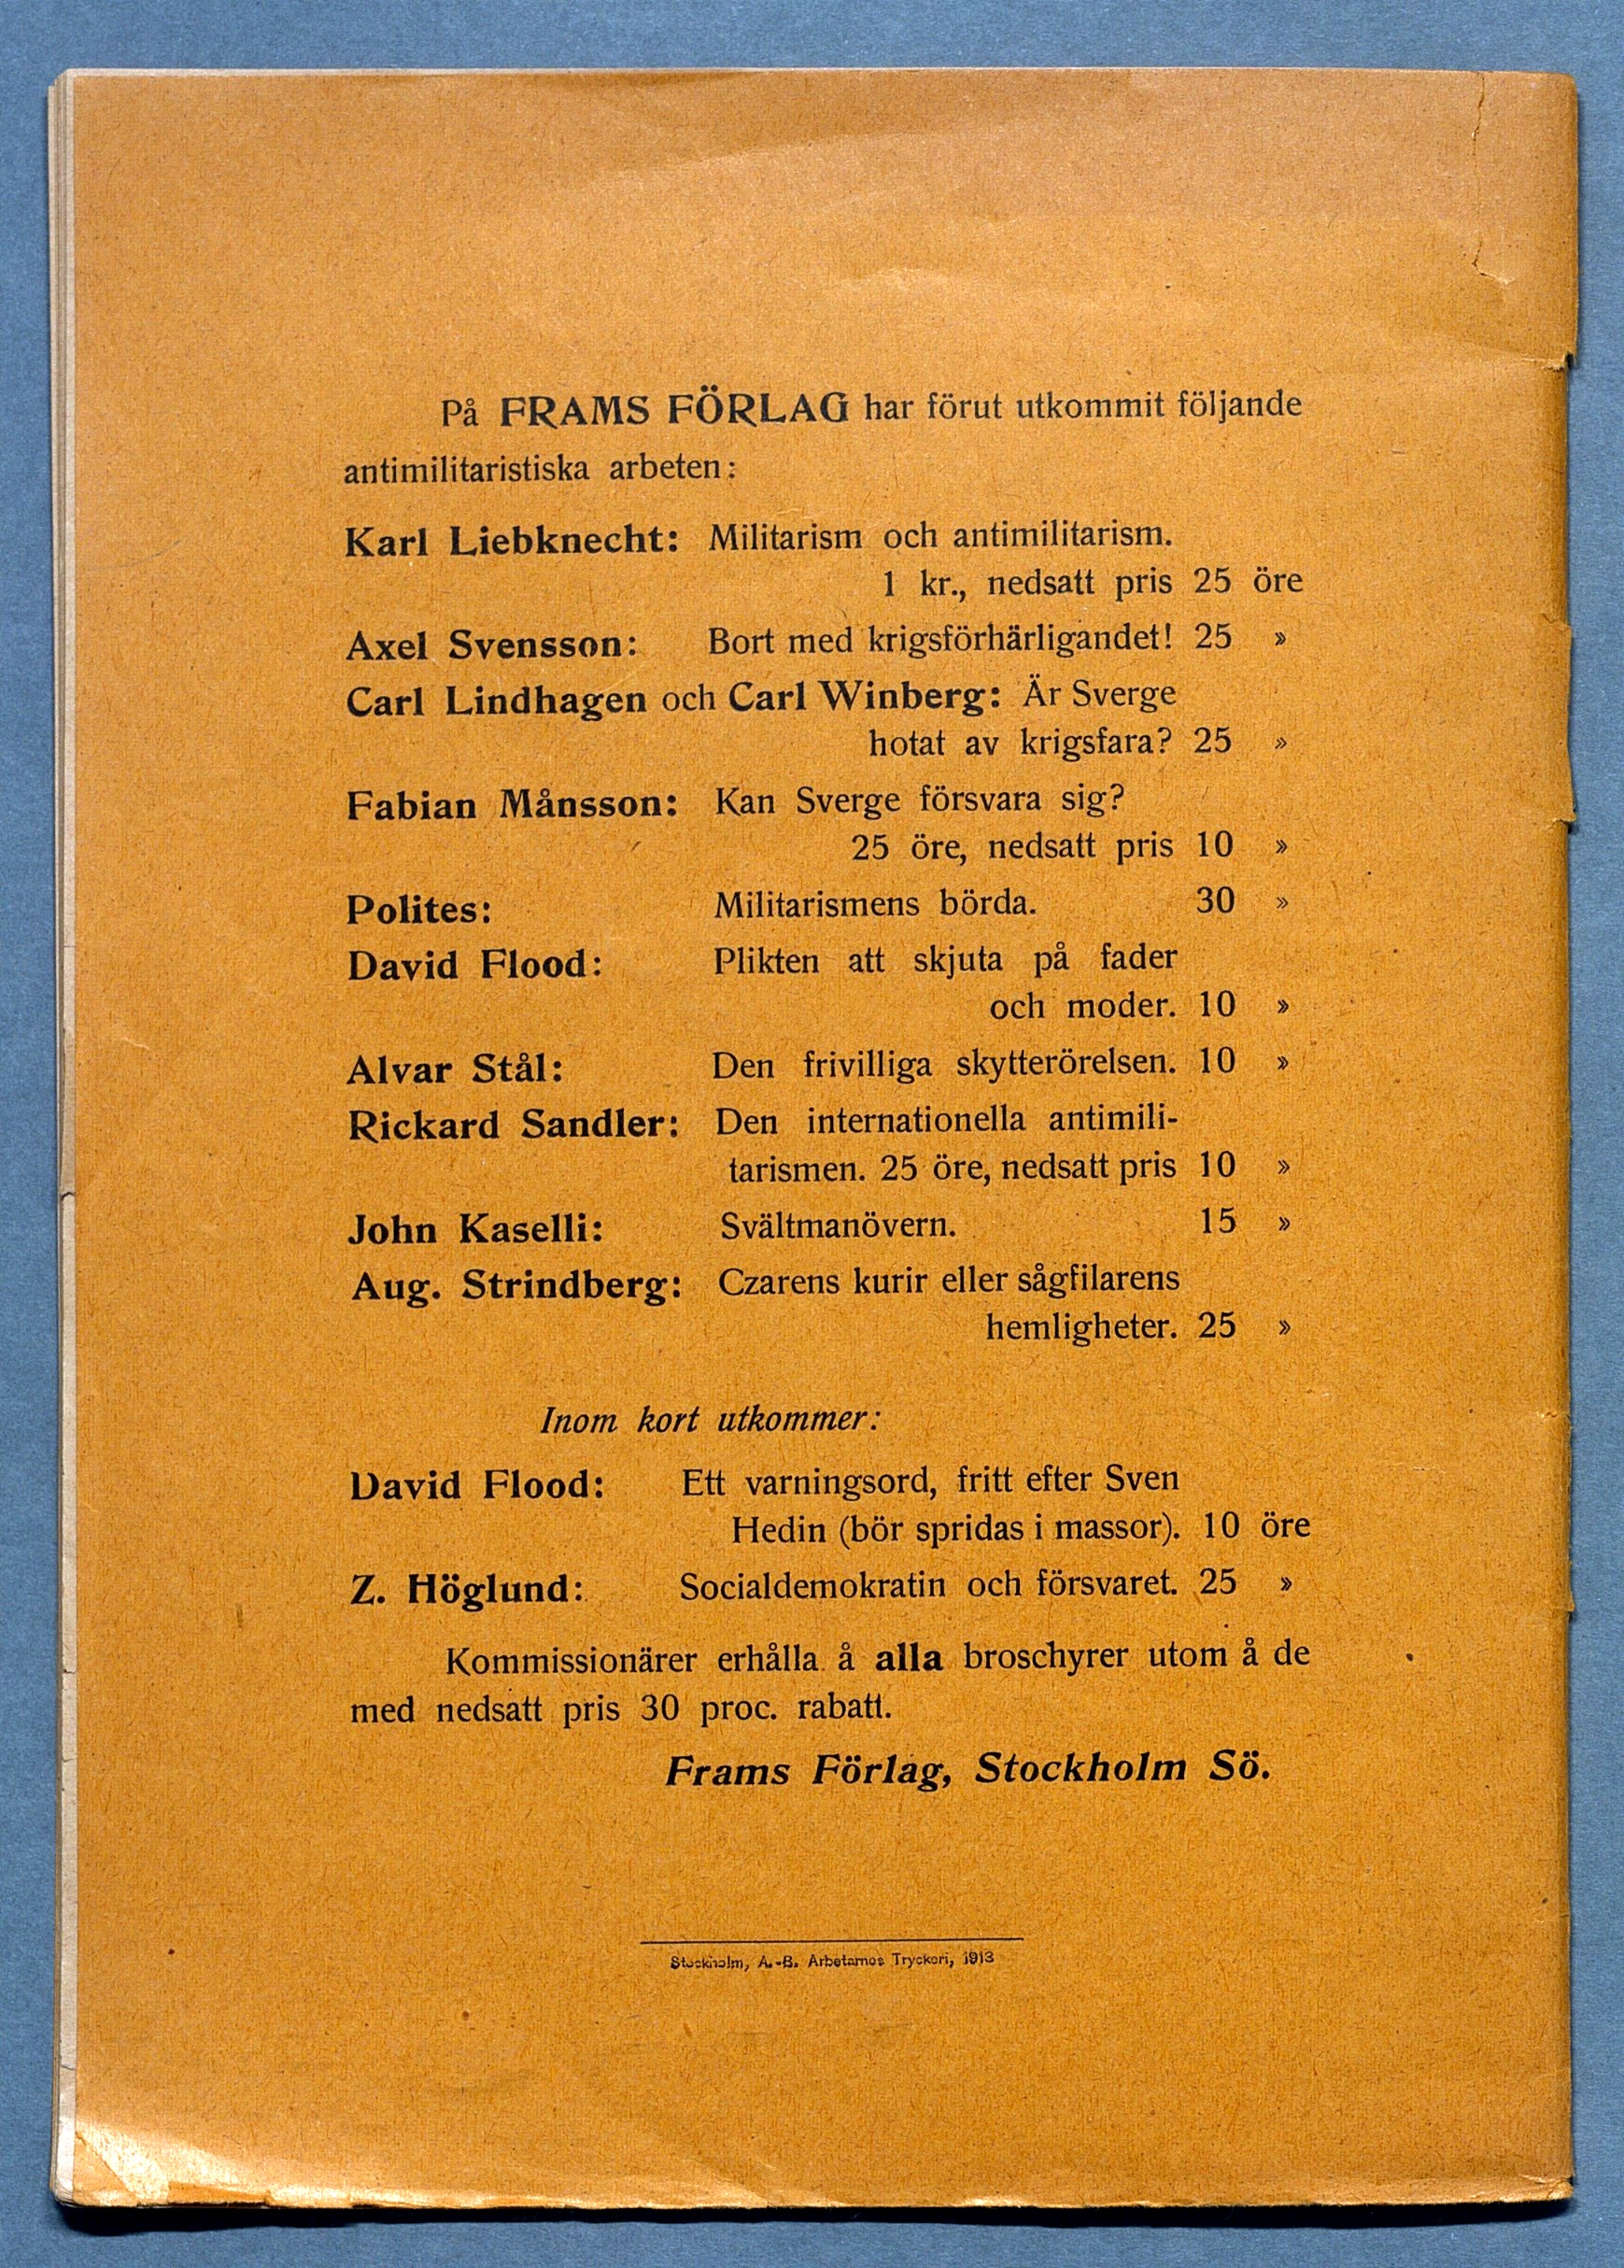 På FRAMS FÖRLAG har förut utkommit följande
antimilitaristiska arbeten:
Karl Liebknecht: Militarism och antimilitarism.
1 kr., nedsatt pris 25 öre
Axel Svensson: Bort med krigsförhärligandet! 25 »
Carl Lindhagen och Carl Winberg: Är Sverge
hotat av krigsfara? 25 »
Fabian Månsson: Kan Sverge försvara sig?
25 öre, nedsatt pris 10 »
Polites: Militarismens börda. 30 »
David Flood: Plikten att skjuta på fader
och moder. 10 »
Alvar Stål: Den frivilliga skytterörelsen. 10 »
Rickard Sandler: Den internationella antimili-
tarismen. 25 öre, nedsatt pris 10 »
John Kaselli: Svältmanövern. 15 »
Aug. Strindberg: Czarens kurir eller sågfilarens
hemligheter. 25 »
Inom kort utkommer:
David Flood: Ett varningsord, fritt efter Sven
Hedin (bör spridas i massor). 10 öre
Z. Höglund: Socialdemokratin och försvaret. 25 »
Kommissionärer erhålla å alla broschyrer utom å de
med nedsatt pris 30 proc. rabatt.
Frams Förlag, Stockholm Sö.
Stockholm, A.-B. Arbetarnes Tryckeri, 1913